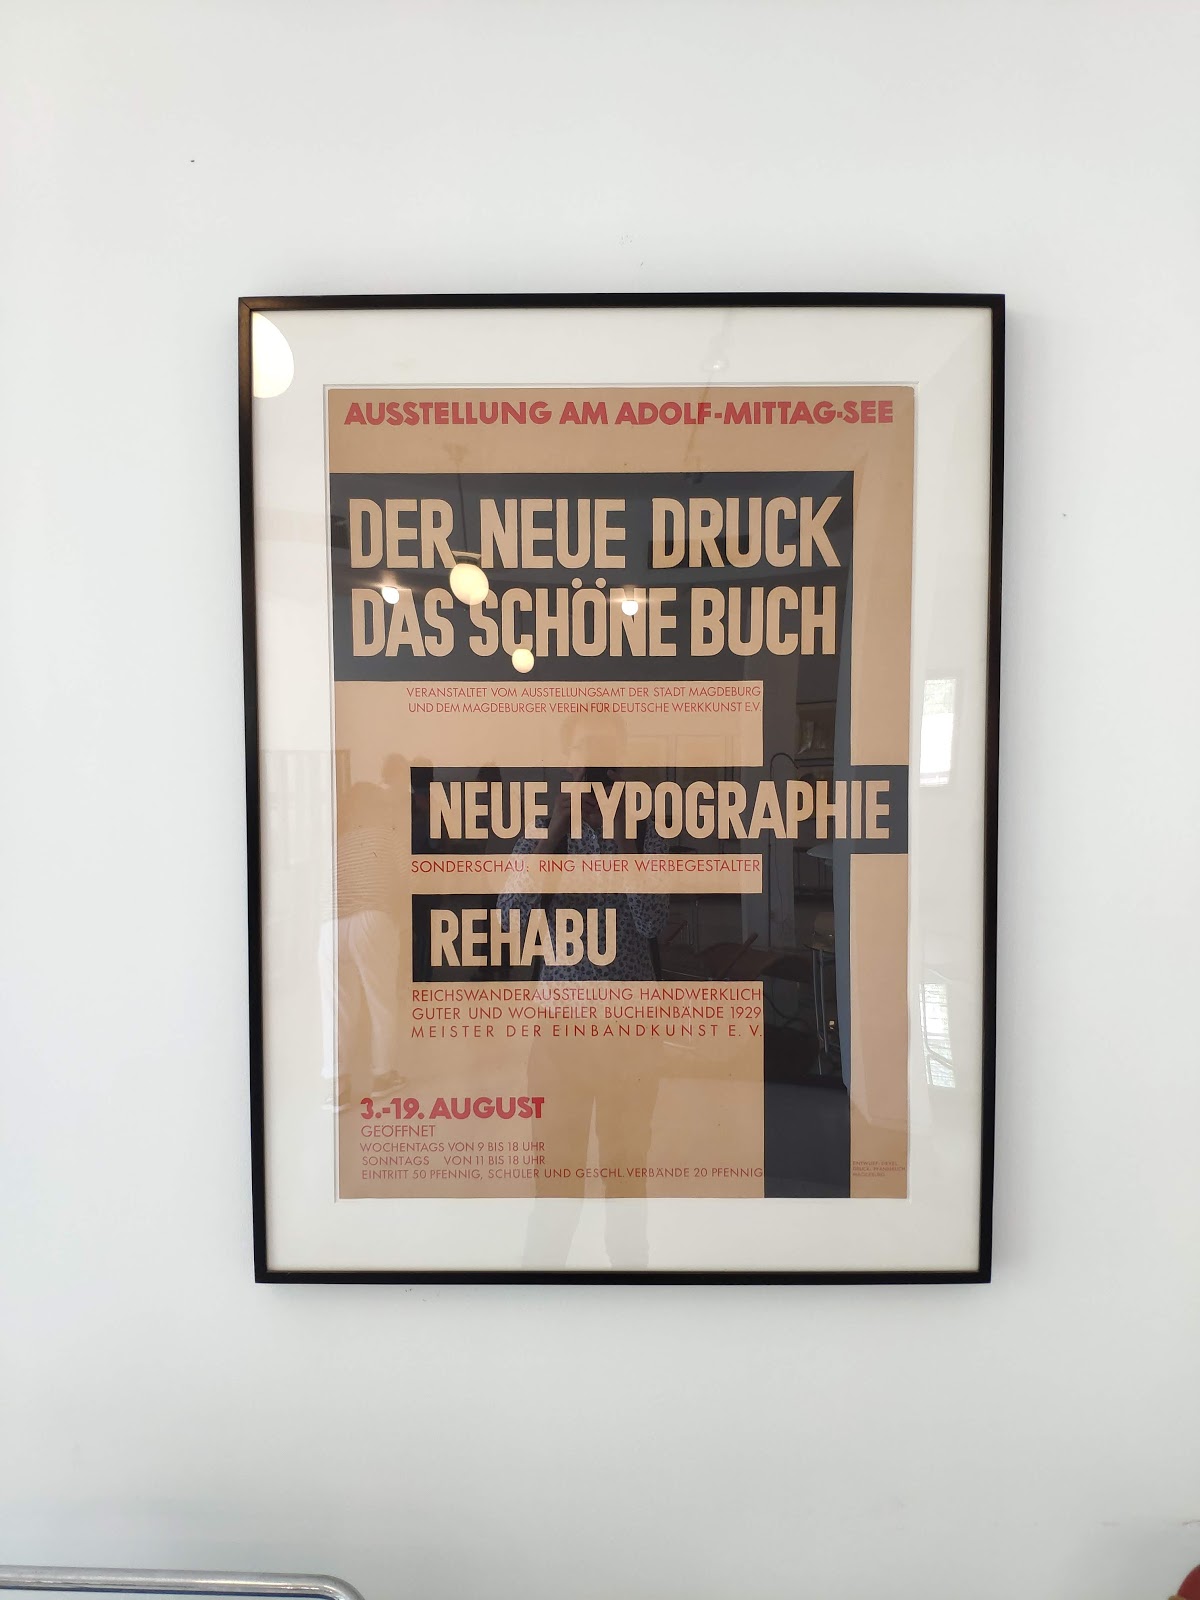 AUSSTELLUNG AM ADOLF-MITTAG-SEE
DER NEUE DRUCK
DAS SCHÖNE BUCH
VERANSTALTET VOM AUSSTELLUNGSAMT DER STADT MAGDEBURG
UND DEM MAGDEBURGER VEREIN FÜR DEUTSCHE WERKKUNST E.V.
NEUE TYPOGRAPHIE
SONDERSCHAU: RING NEUER WERBEGESTALTER
REHABU
REICHSWANDERAUSSTELLUNG HANDWERKLICH
GUTER UND WOHLFEILER BUCHEINBÄNDE 1929
MEISTER DER EINBANDKUNST E. V.
3.-19. AUGUST
GEÖFFNET
WOCHENTAGS VON 9 BIS 18 UHR
SONNTAGS VON 11 BIS 18 UHR
EINTRITT 50 PFENNIG, SCHÜLER UND GESCHL. VERBÄNDE 20 PFENNIG